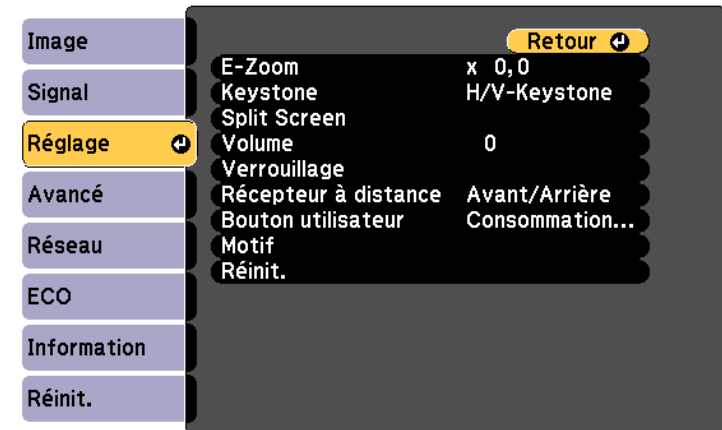 Image
Signal
Réglage
Avancé
Réseau
ECO
Information
Réinit.
Retour
E-Zoom x 0,0
Keystone H/V-Keystone
Split Screen
Volume 0
Verrouillage
Récepteur à distance Avant/Arrière
Bouton utilisateur Consommation...
Motif
Réinit.